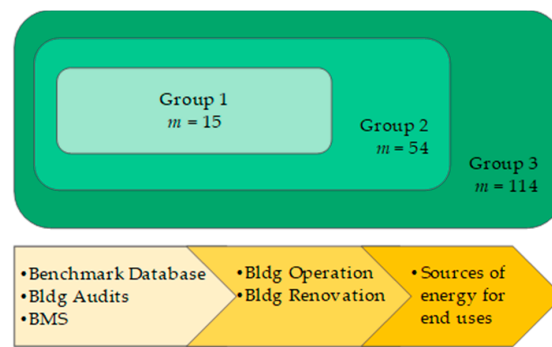 Group 1
m = 15
Group 2
m = 54
Group 3
m = 114
•Benchmark Database
•Bldg Audits
•BMS
•Bldg Operation
•Bldg Renovation
•Sources of
energy for
end uses